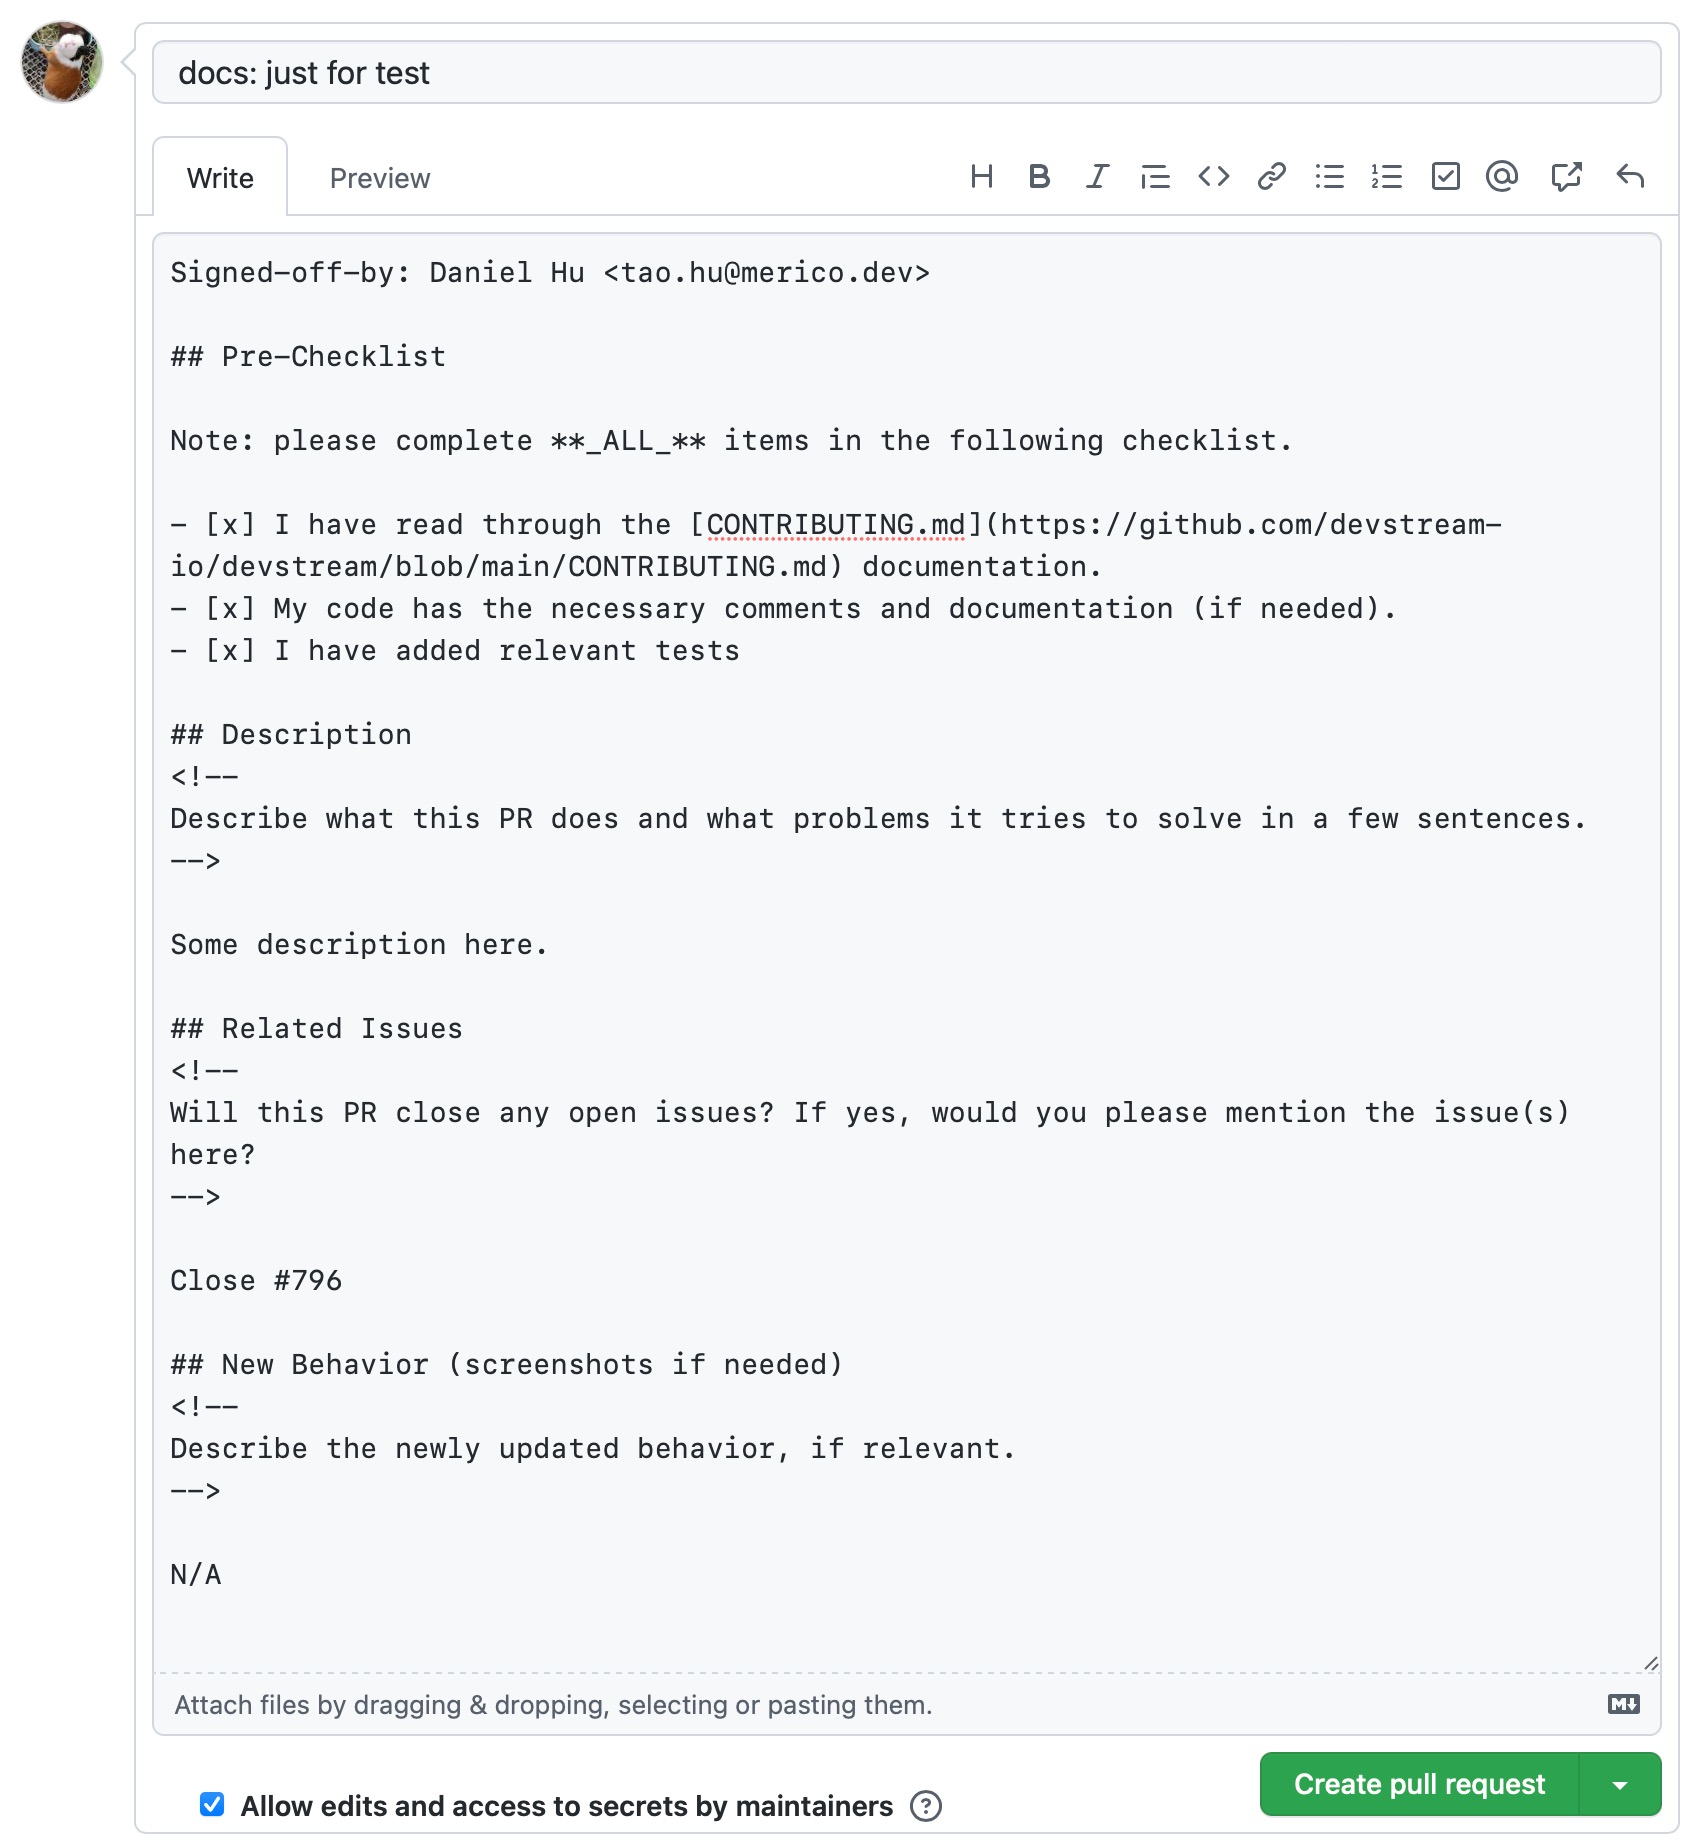 docs: just for test
Write Preview
Signed-off-by: Daniel Hu <tao.hu@merico.dev>
## Pre-Checklist
Note: please complete **_ALL_** items in the following checklist.
- [x] I have read through the [CONTRIBUTING.md](https://github.com/devstream-
io/devstream/blob/main/CONTRIBUTING.md) documentation.
- [x] My code has the necessary comments and documentation (if needed).
- [x] I have added relevant tests
## Description
<!--
Describe what this PR does and what problems it tries to solve in a few sentences.
-->
Some description here.
## Related Issues
<!--
Will this PR close any open issues? If yes, would you please mention the issue(s)
here?
-->
Close #796
## New Behavior (screenshots if needed)
<!--
Describe the newly updated behavior, if relevant.
-->
N/A
Attach files by dragging & dropping, selecting or pasting them.
Allow edits and access to secrets by maintainers
Create pull request